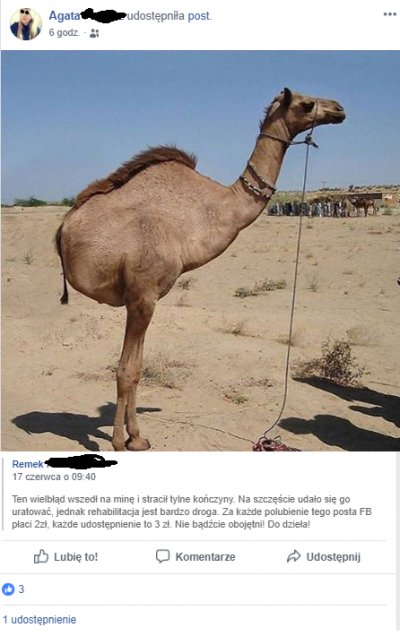 Agata udostępniła post.
6 godz. ·
Remek
17 czerwca o 09:40
Ten wielbłąd wszedł na minę i stracił tylne kończyny. Na szczęście udało się go
uratować, jednak rehabilitacja jest bardzo droga. Za każde polubienie tego posta FB
płaci 2zł, każde udostępnienie to 3 zł. Nie bądźcie obojętni! Do dzieła!
Lubię to! Komentarze Udostępnij
3
1 udostępnienie